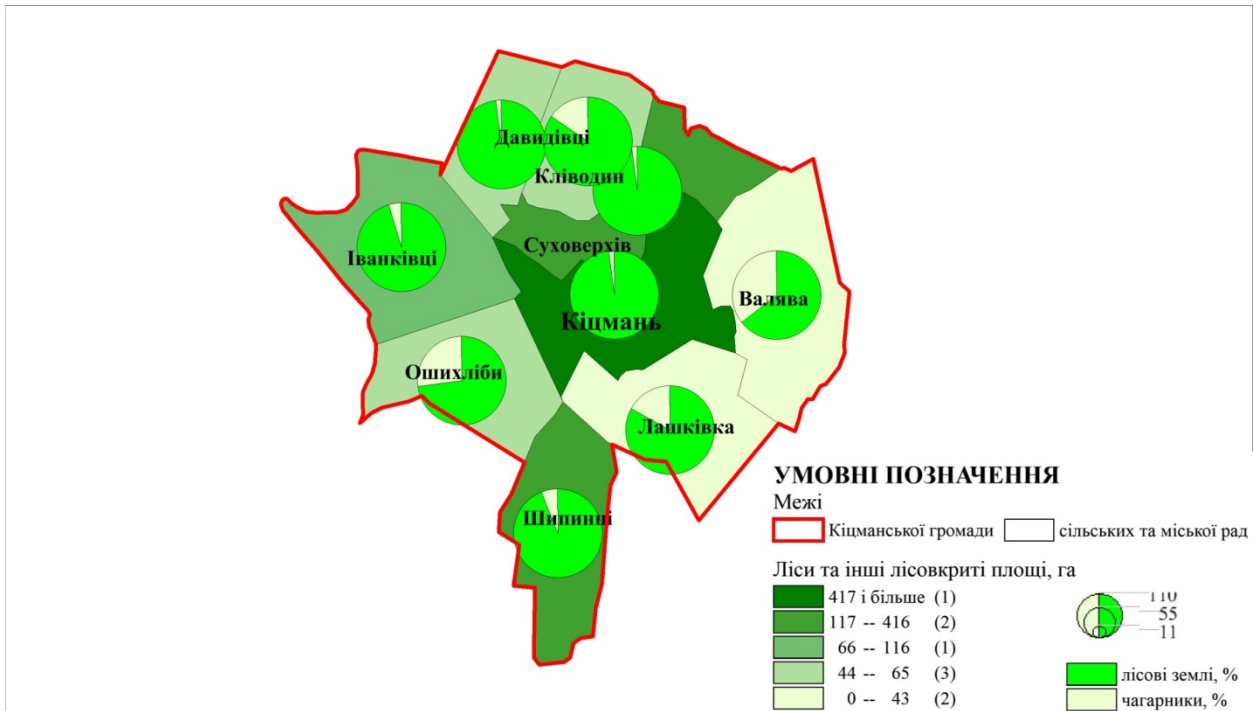 Давидівці
Кліводин
Суховерхів
Іванківці
Валява
Кіцмань
Ошихліби
Лашківка
Шипинці
УМОВНІ ПОЗНАЧЕННЯ
Межі
Кіцманської громади сільських та міської рад
Ліси та інші лісовкриті площі, га
417 і більше (1)
117 -- 416 (2)
66 -- 116 (1)
44 -- 65 (3)
0 -- 43 (2)
110
55
11
лісові землі, %
чагарники, %